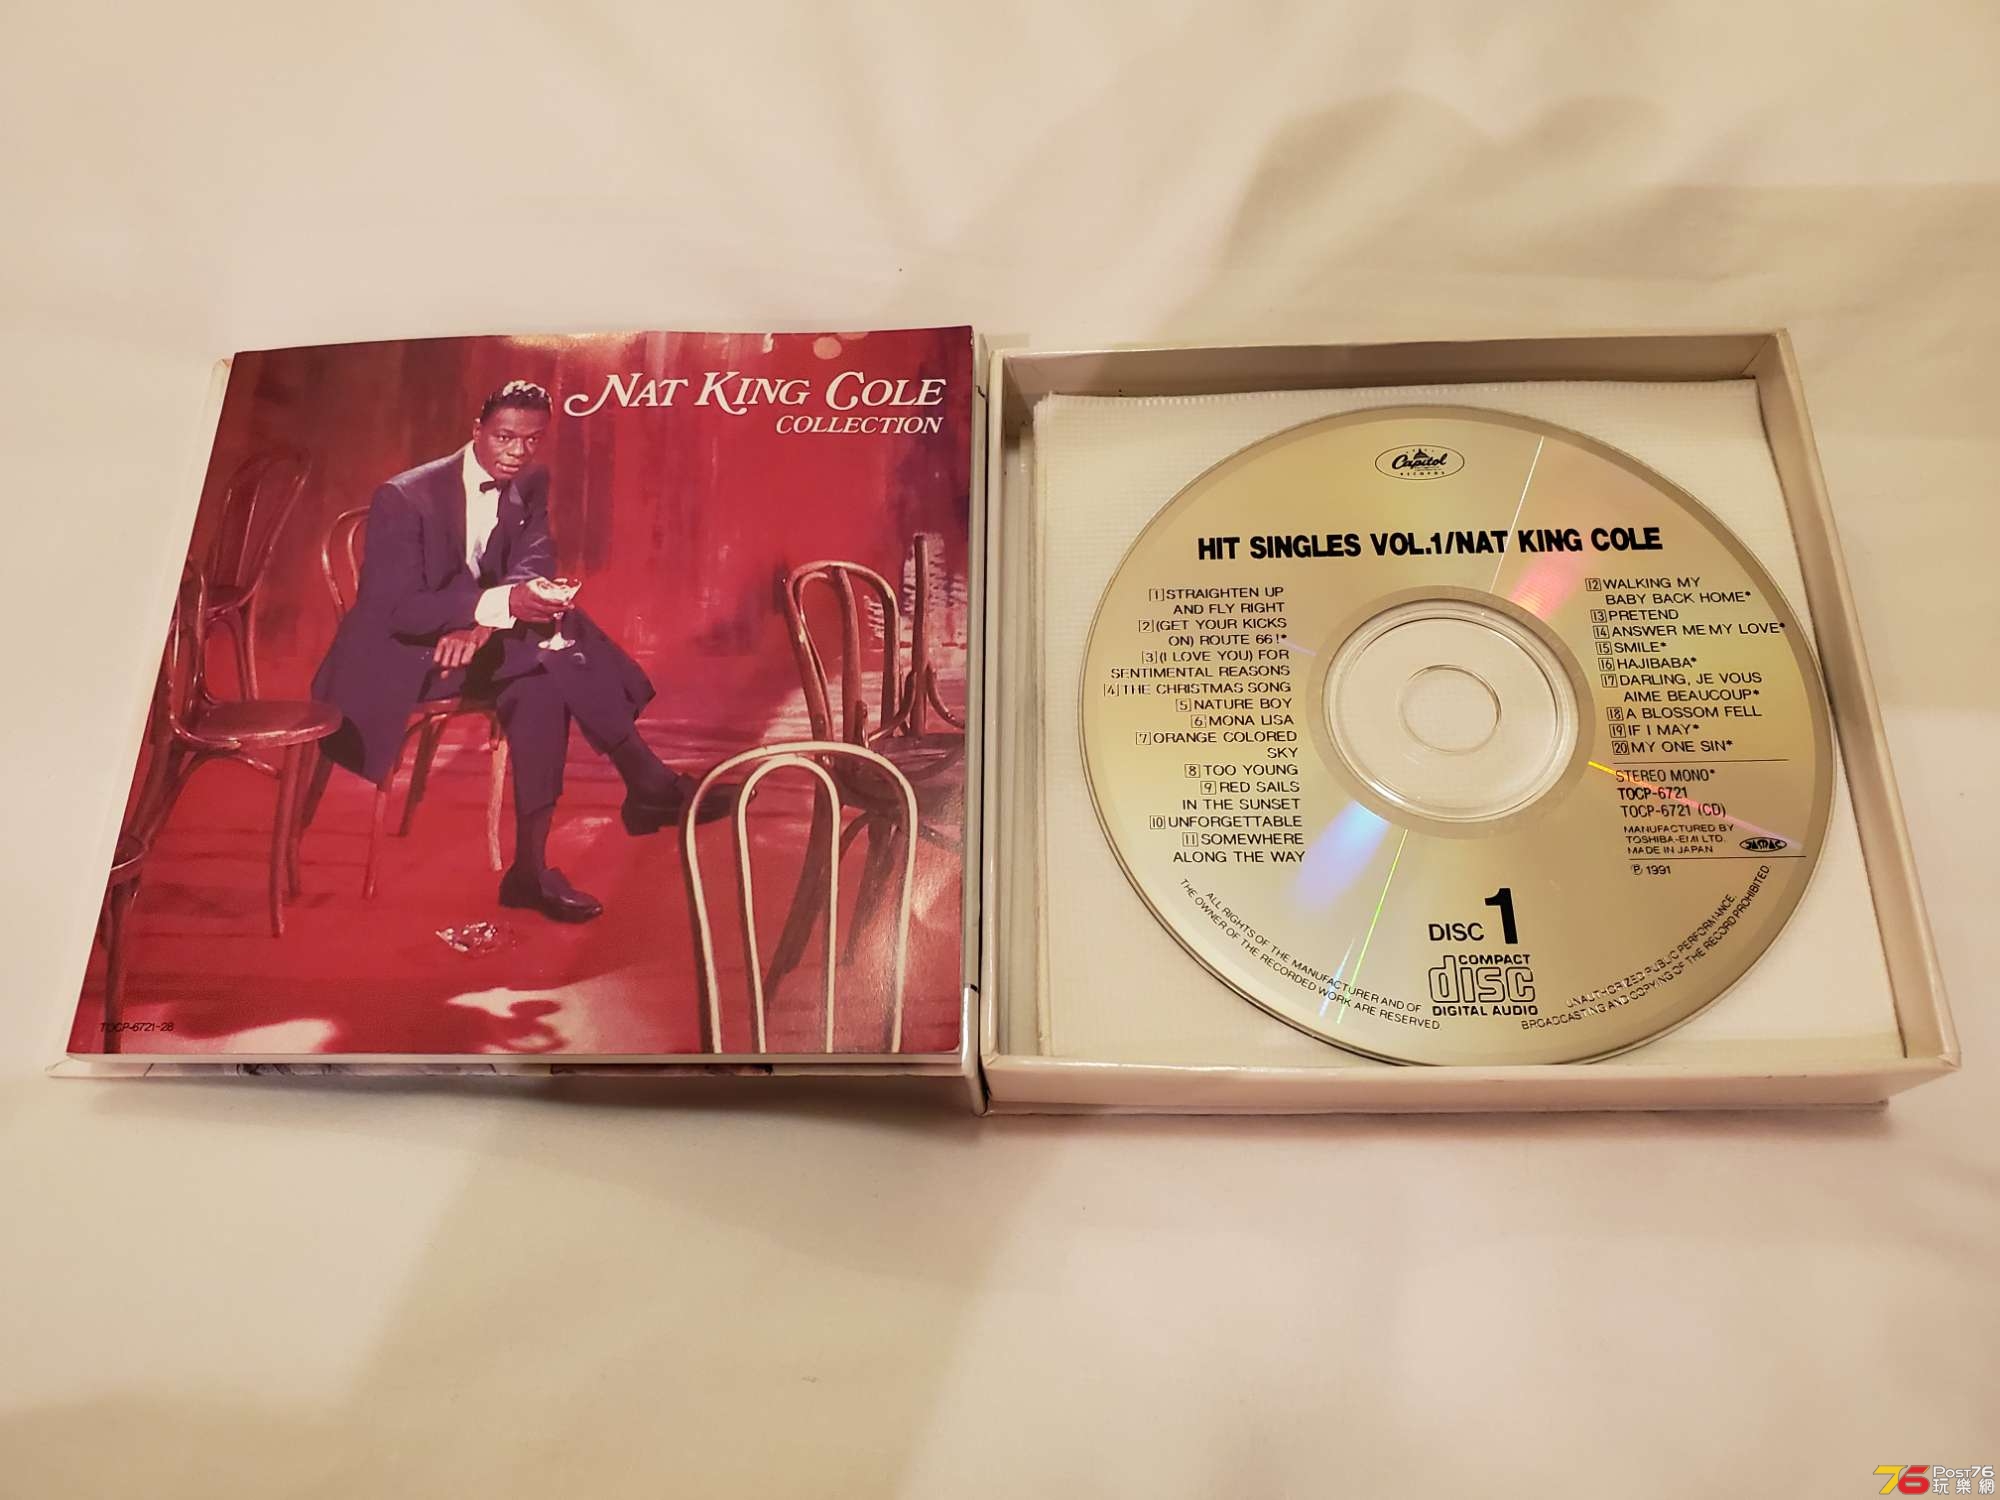 NAT KING COLE
COLLECTION
TOCP-6721-28
Capitol
RECORDS
HIT SINGLES VOL.1/NAT KING COLE
1 STRAIGHTEN UP
AND FLY RIGHT
2 (GET YOUR KICKS
ON) ROUTE 66!*
3 (I LOVE YOU) FOR
SENTIMENTAL REASONS
4 THE CHRISTMAS SONG
5 NATURE BOY
6 MONA LISA
7 ORANGE COLORED
SKY
8 TOO YOUNG
9 RED SAILS
IN THE SUNSET
10 UNFORGETTABLE
11 SOMEWHERE
ALONG THE WAY
12 WALKING MY
BABY BACK HOME*
13 PRETEND
14 ANSWER ME MY LOVE*
15 SMILE*
16 HAJIBABA*
17 DARLING, JE VOUS
AIME BEAUCOUP*
18 A BLOSSOM FELL
19 IF I MAY*
20 MY ONE SIN*
STEREO MONO*
TOCP-6721
TOCP-6721 (CD)
MANUFACTURED BY
TOSHIBA-EMI LTD.
MADE IN JAPAN
JASRAC
℗ 1991
DISC 1
COMPACT
disc
DIGITAL AUDIO
ALL RIGHTS OF THE MANUFACTURER AND OF
THE OWNER OF THE RECORDED WORK ARE RESERVED.
UNAUTHORIZED PUBLIC PERFORMANCE,
BROADCASTING AND COPYING OF THE RECORD PROHIBITED.
76 Post76
玩樂網